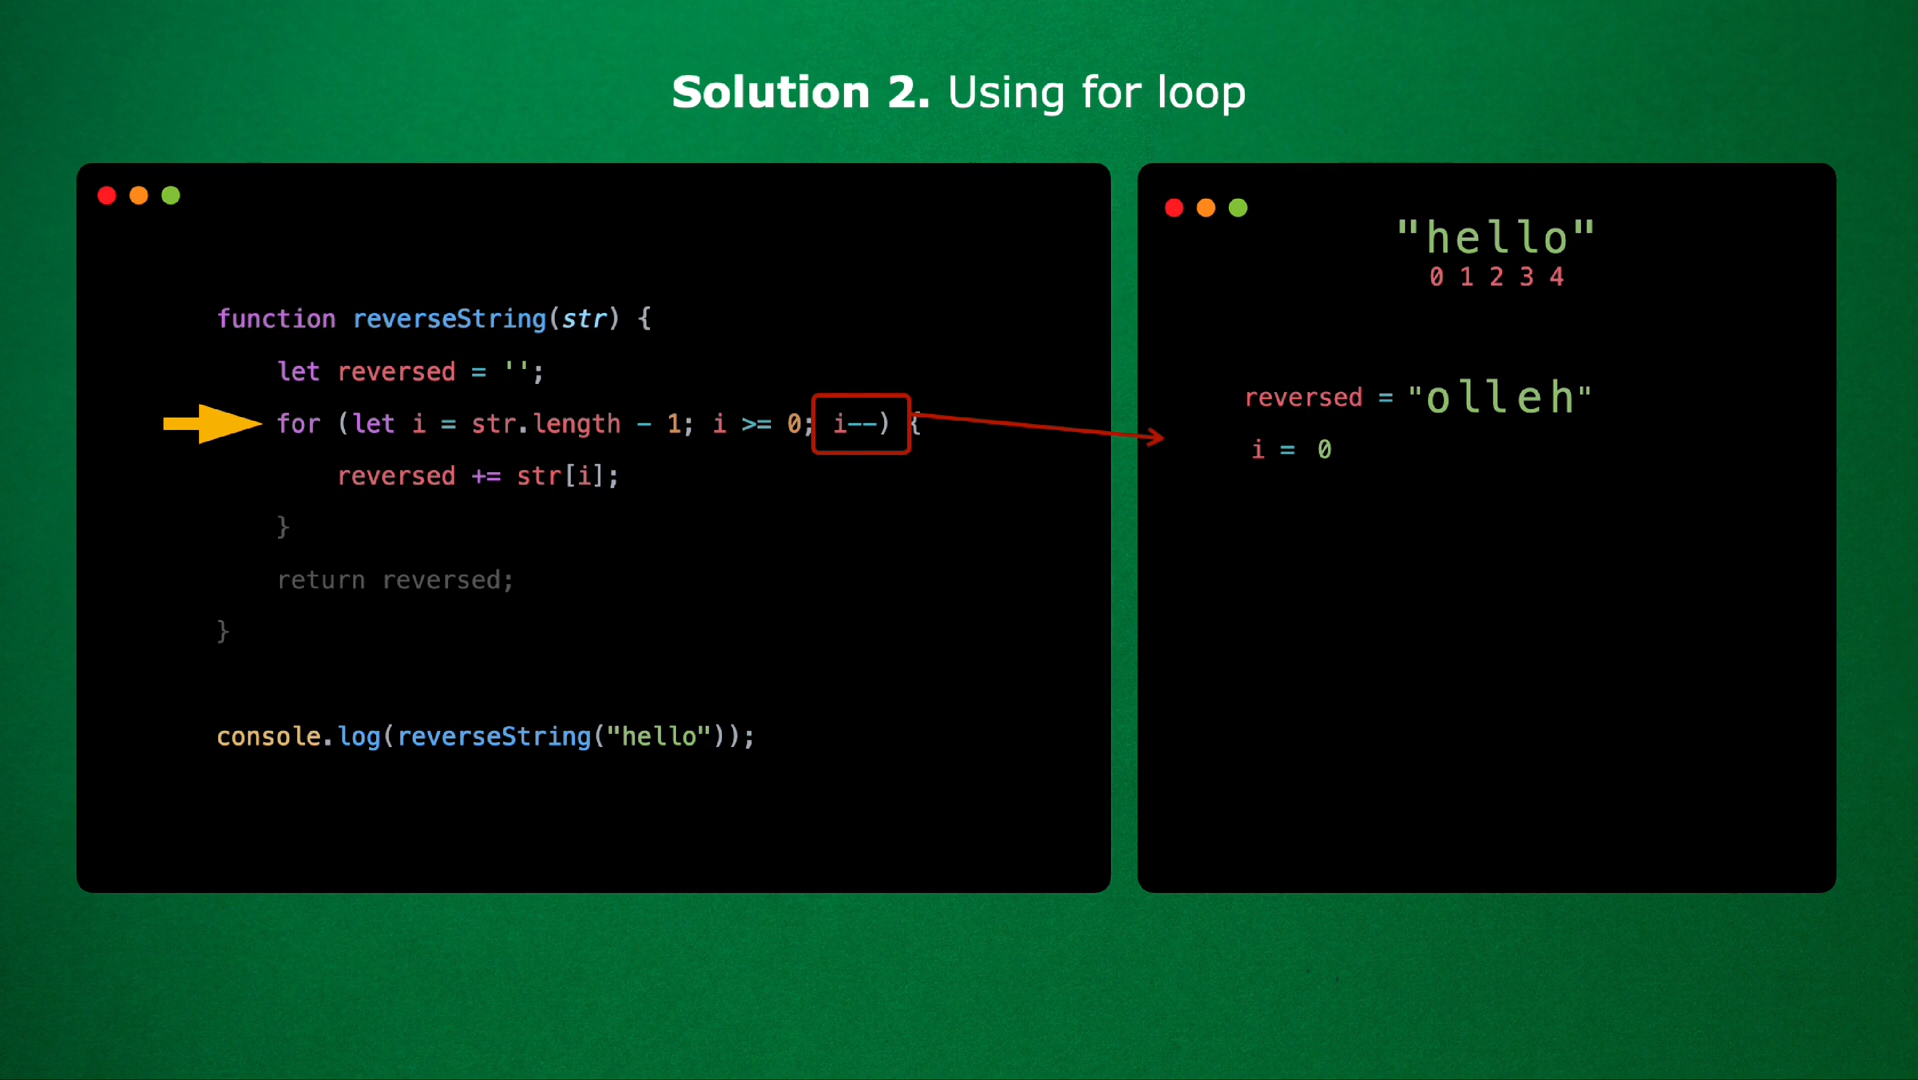 Solution 2. Using for loop
function reverseString(str) {
let reversed = '';
for (let i = str.length - 1; i >= 0; i--) {
reversed += str[i];
}
return reversed;
}
console.log(reverseString("hello"));
"hello"
0 1 2 3 4
reversed = "olleh"
i = 0